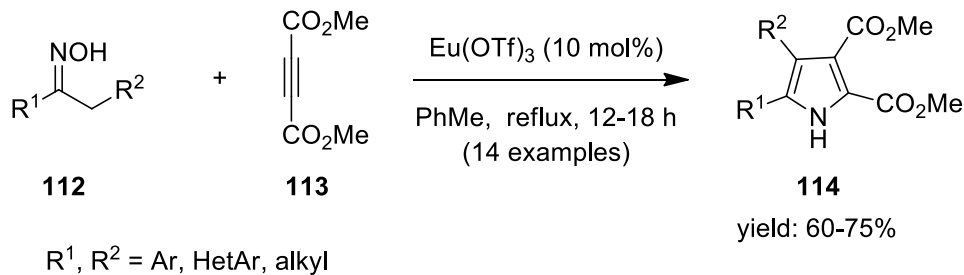 NOH
R¹
R²
+
CO₂Me
CO₂Me
Eu(OTf)₃ (10 mol%)
PhMe, reflux, 12-18 h
(14 examples)
R²
CO₂Me
R¹
N
H
CO₂Me
112
113
114
yield: 60-75%
R¹, R² = Ar, HetAr, alkyl